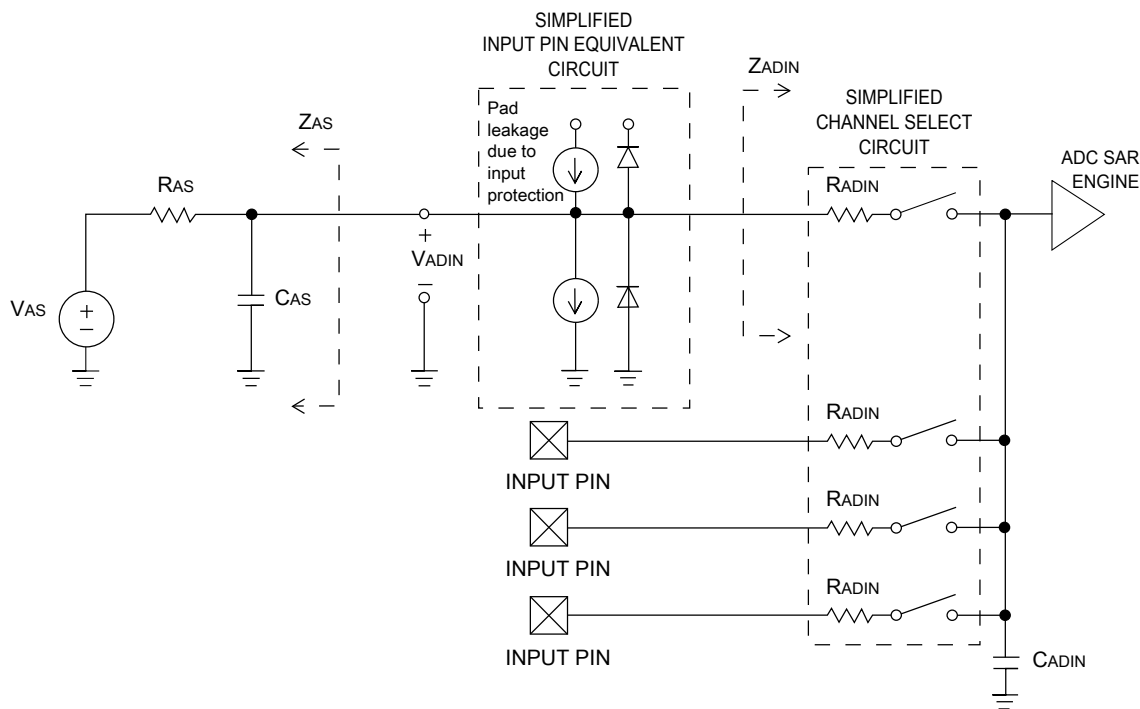 SIMPLIFIED
INPUT PIN EQUIVALENT
CIRCUIT
Pad
leakage
due to
input
protection
ZADIN
SIMPLIFIED
CHANNEL SELECT
CIRCUIT
ADC SAR
ENGINE
ZAS
RAS
RADIN
+
VADIN
−
VAS
+
−
CAS
RADIN
INPUT PIN
RADIN
INPUT PIN
RADIN
INPUT PIN
CADIN